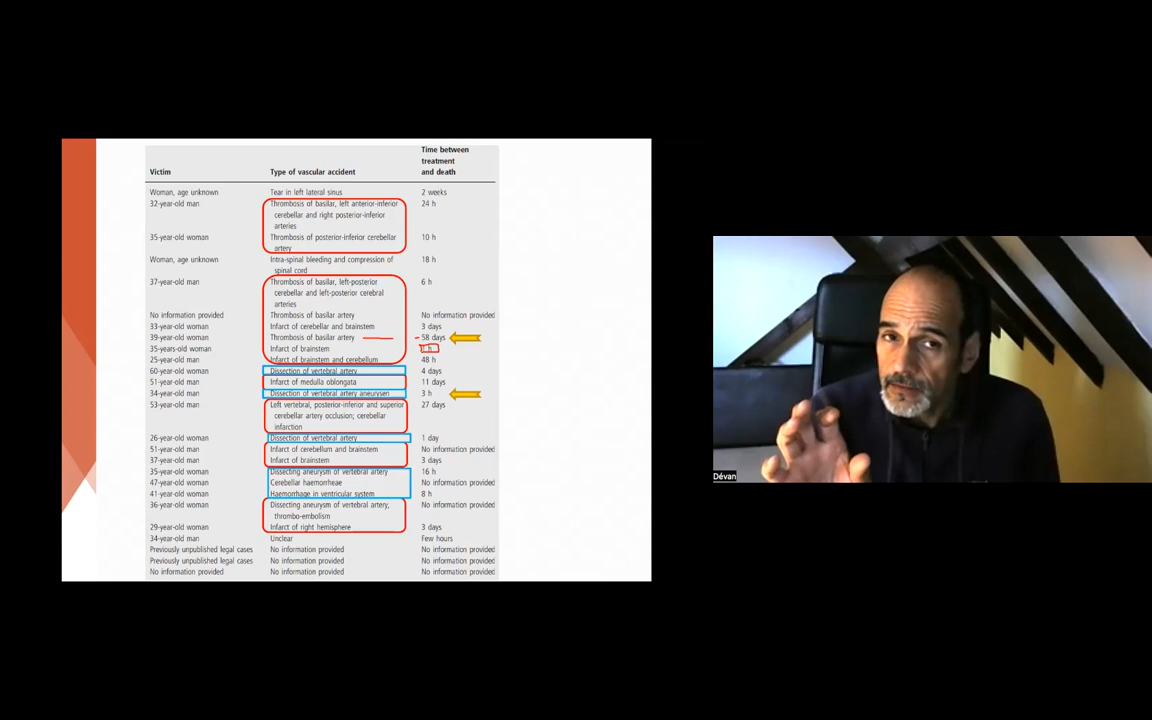 Time between
treatment
Victim Type of vascular accident and death
Woman, age unknown Tear in left lateral sinus 2 weeks
32-year-old man Thrombosis of basilar, left anterior-inferior 24 h
cerebellar and right posterior-inferior
arteries
35-year-old woman Thrombosis of posterior-inferior cerebellar 10 h
artery
Woman, age unknown Intra-spinal bleeding and compression of 18 h
spinal cord
37-year-old man Thrombosis of basilar, left-posterior 6 h
cerebellar and left-posterior cerebral
arteries
No information provided Thrombosis of basilar artery No information provided
33-year-old woman Infarct of cerebellar and brainstem 3 days
39-year-old woman Thrombosis of basilar artery 58 days
35-years-old woman Infarct of brainstem h
25-year-old man Infarct of brainstem and cerebellum 48 h
60-year-old woman Dissection of vertebral artery 4 days
51-year-old man Infarct of medulla oblongata 11 days
34-year-old man Dissection of vertebral artery aneurysen 3 h
53-year-old man Left vertebral, posterior-inferior and superior 27 days
cerebellar artery occlusion; cerebellar
infarction
26-year-old woman Dissection of vertebral artery 1 day
51-year-old man Infarct of cerebellum and brainstem No information provided
37-year-old man Infarct of brainstem 3 days
35-year-old woman Dissecting aneurysm of vertebral artery 16 h
47-year-old woman Cerebellar haemorrheae No information provided
41-year-old woman Haemorrhage in ventricular system 8 h
36-year-old woman Dissecting aneurysm of vertebral artery, No information provided
thrombo-embolism
29-year-old woman Infarct of right hemisphere 3 days
34-year-old man Unclear Few hours
Previously unpublished legal cases No information provided No information provided
Previously unpublished legal cases No information provided No information provided
No information provided No information provided No information provided
Dévan